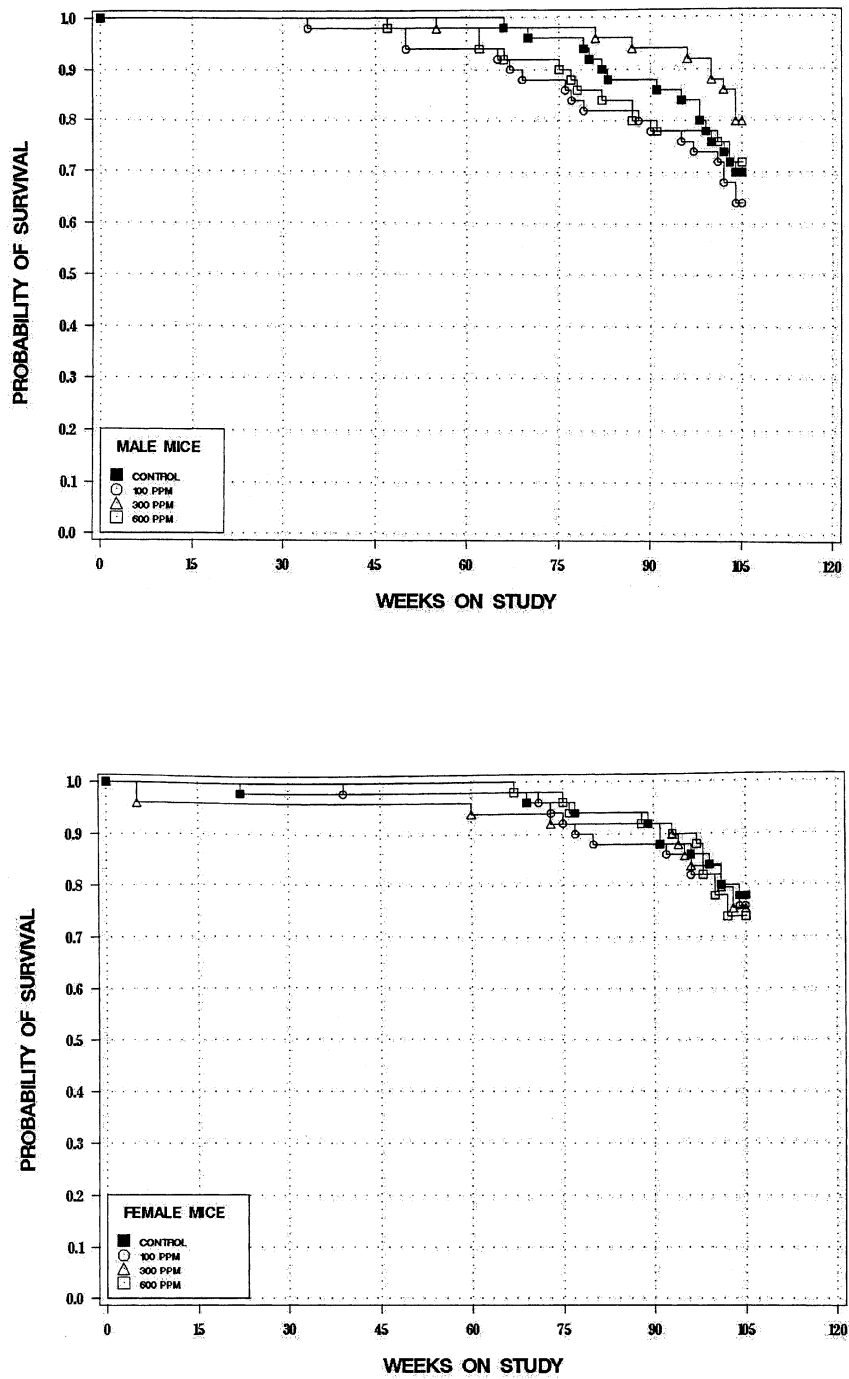 1.0
0.9
0.8
0.7
0.6
0.5
0.4
0.3
0.2
0.1
0.0
PROBABILITY OF SURVIVAL
MALE MICE
CONTROL
100 PPM
300 PPM
600 PPM
0 15 30 45 60 75 90 105 120
WEEKS ON STUDY
1.0
0.9
0.8
0.7
0.6
0.5
0.4
0.3
0.2
0.1
0.0
PROBABILITY OF SURVIVAL
FEMALE MICE
CONTROL
100 PPM
300 PPM
600 PPM
0 15 30 45 60 75 90 105 120
WEEKS ON STUDY